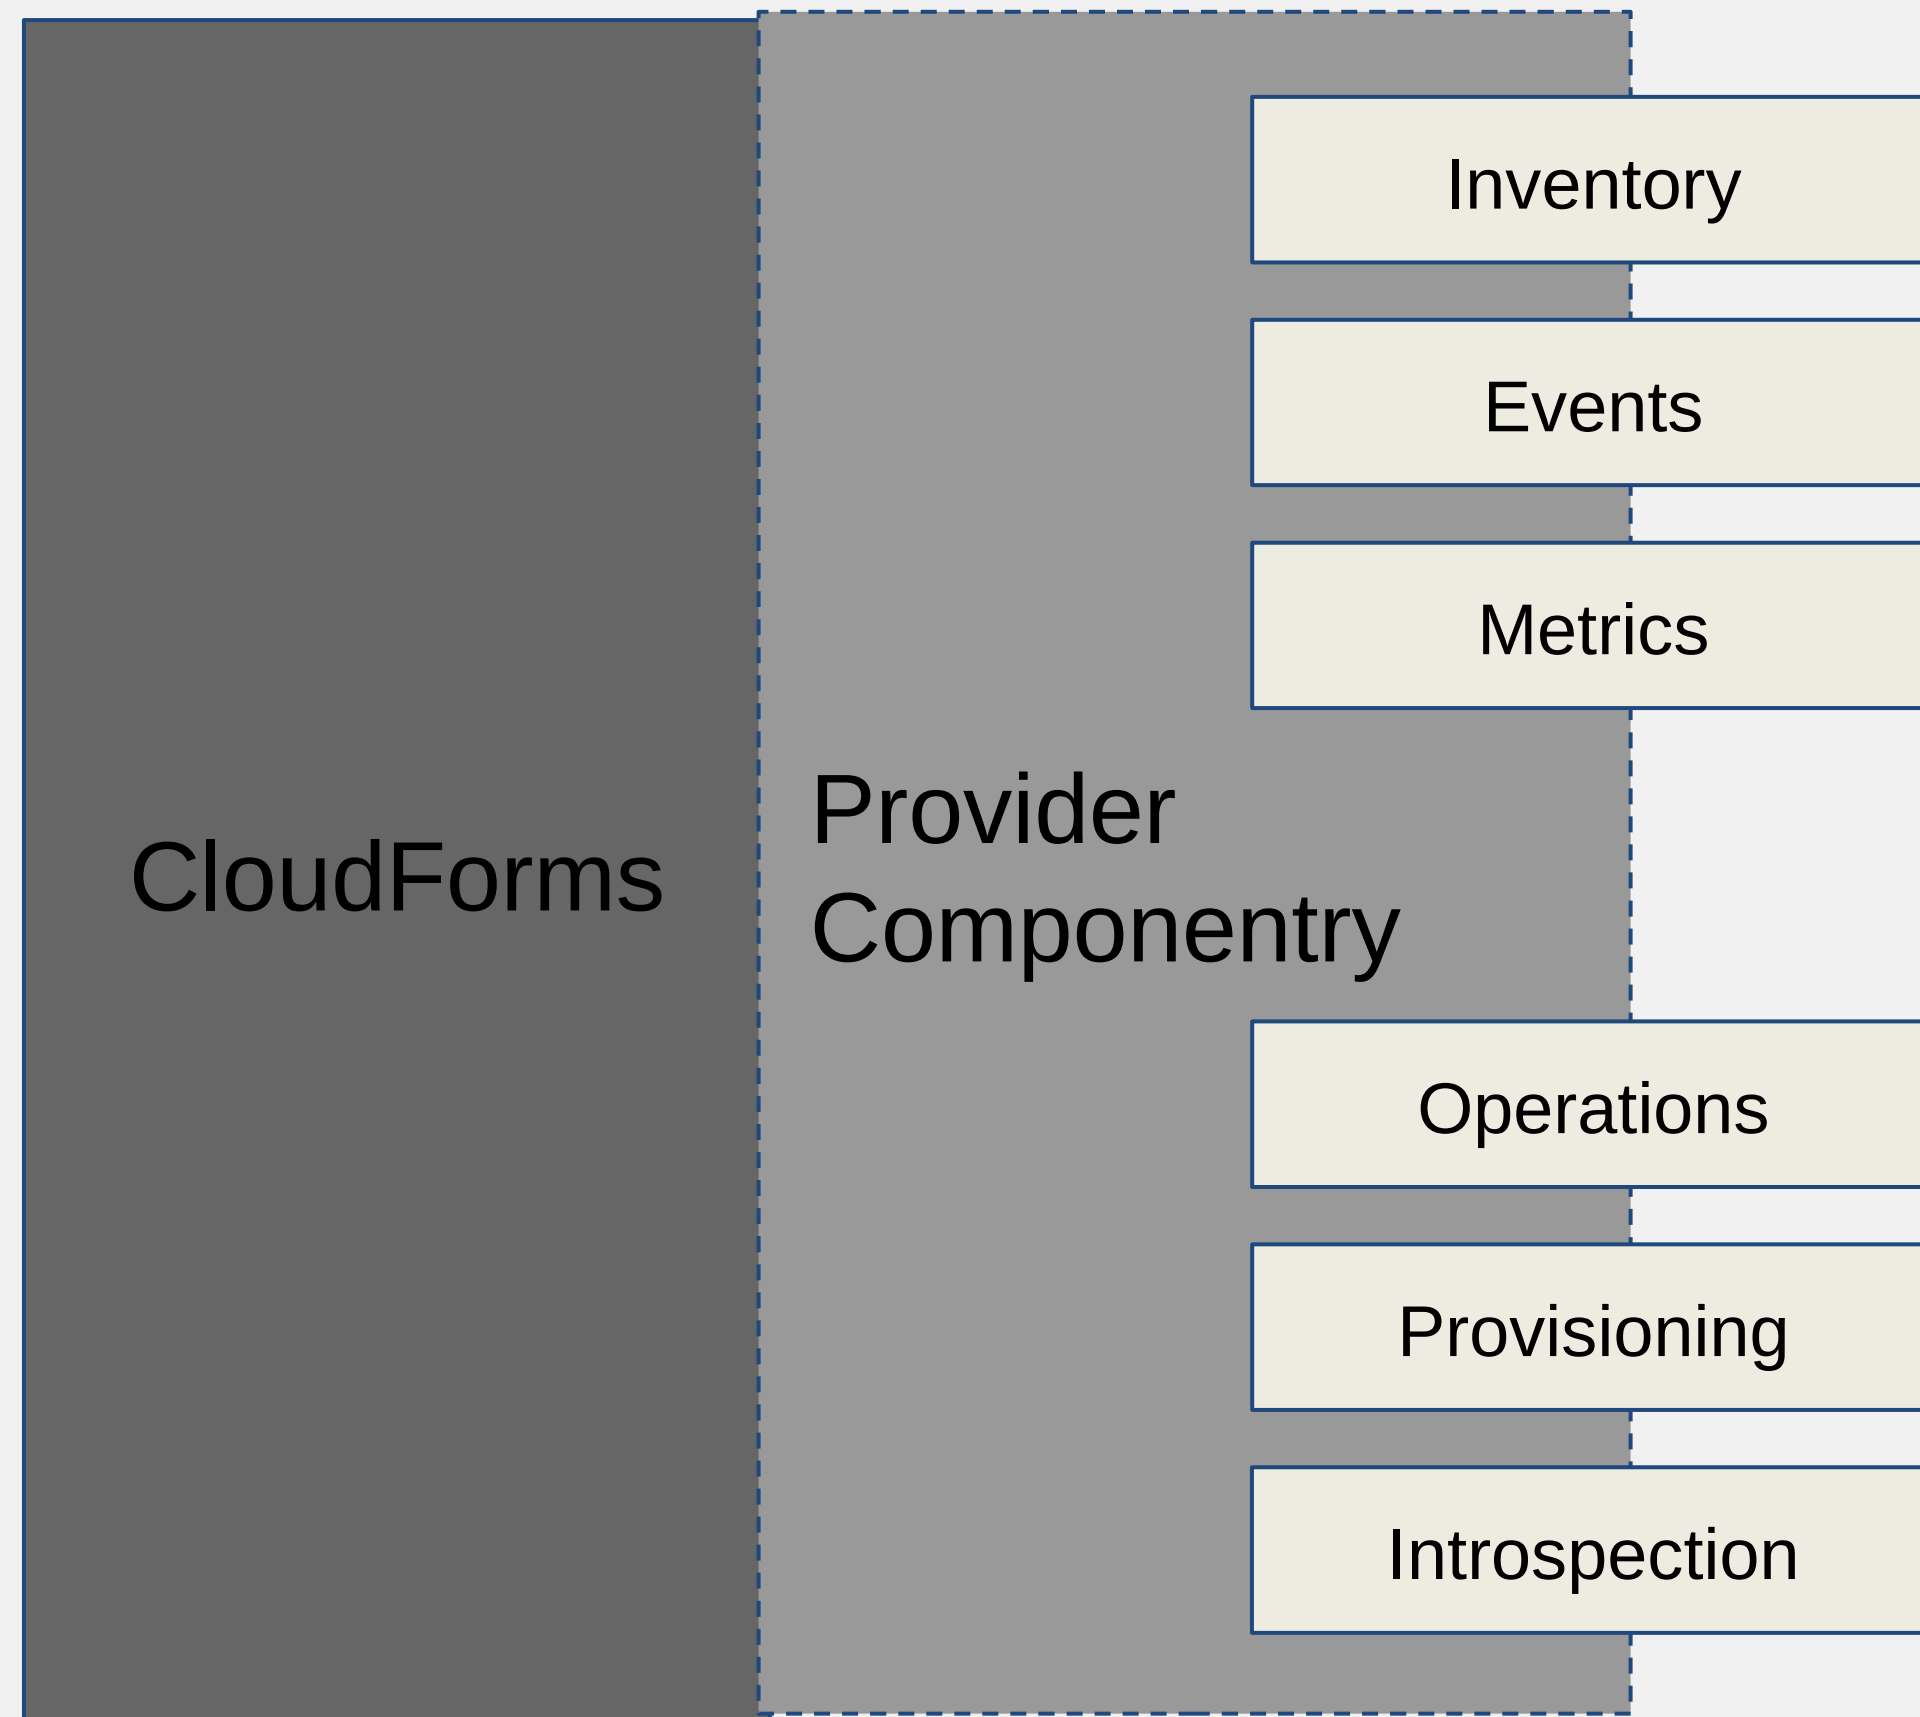 CloudForms
Provider
Componentry
Inventory
Events
Metrics
Operations
Provisioning
Introspection